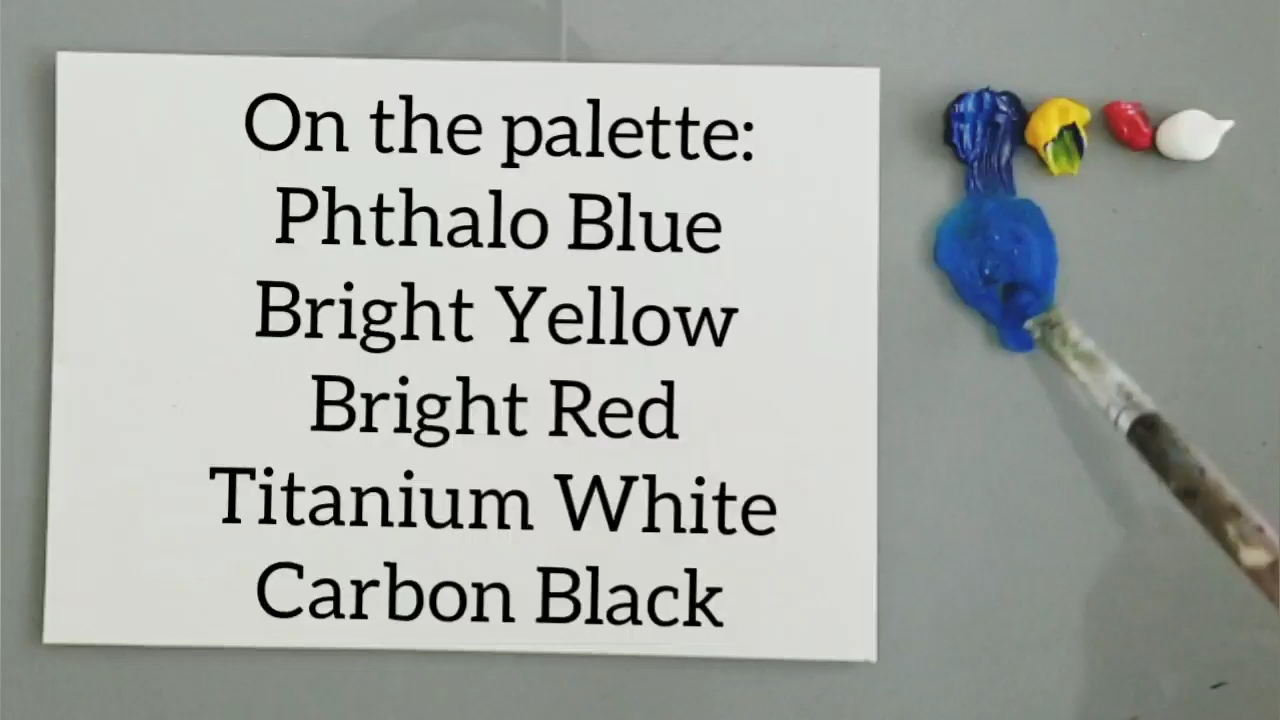 On the palette:
Phthalo Blue
Bright Yellow
Bright Red
Titanium White
Carbon Black